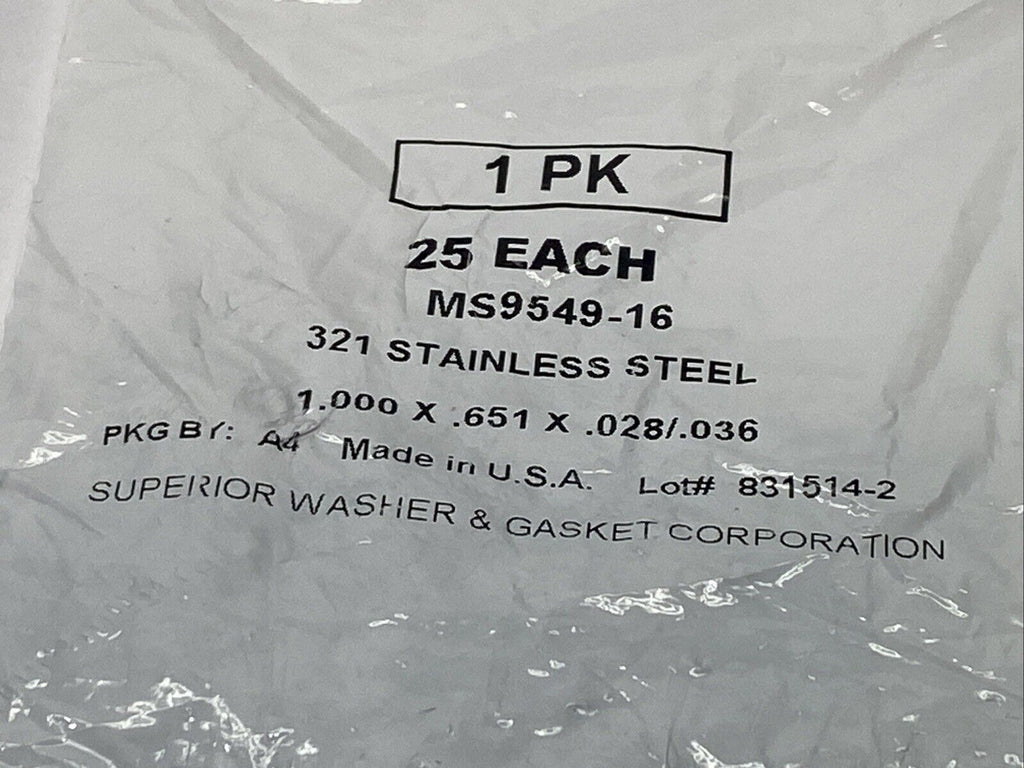 1 PK
25 EACH
MS9549-16
321 STAINLESS STEEL
1.000 X .651 X .028/.036
PKG BY: A4 Made in U.S.A. Lot# 831514-2
SUPERIOR WASHER & GASKET CORPORATION